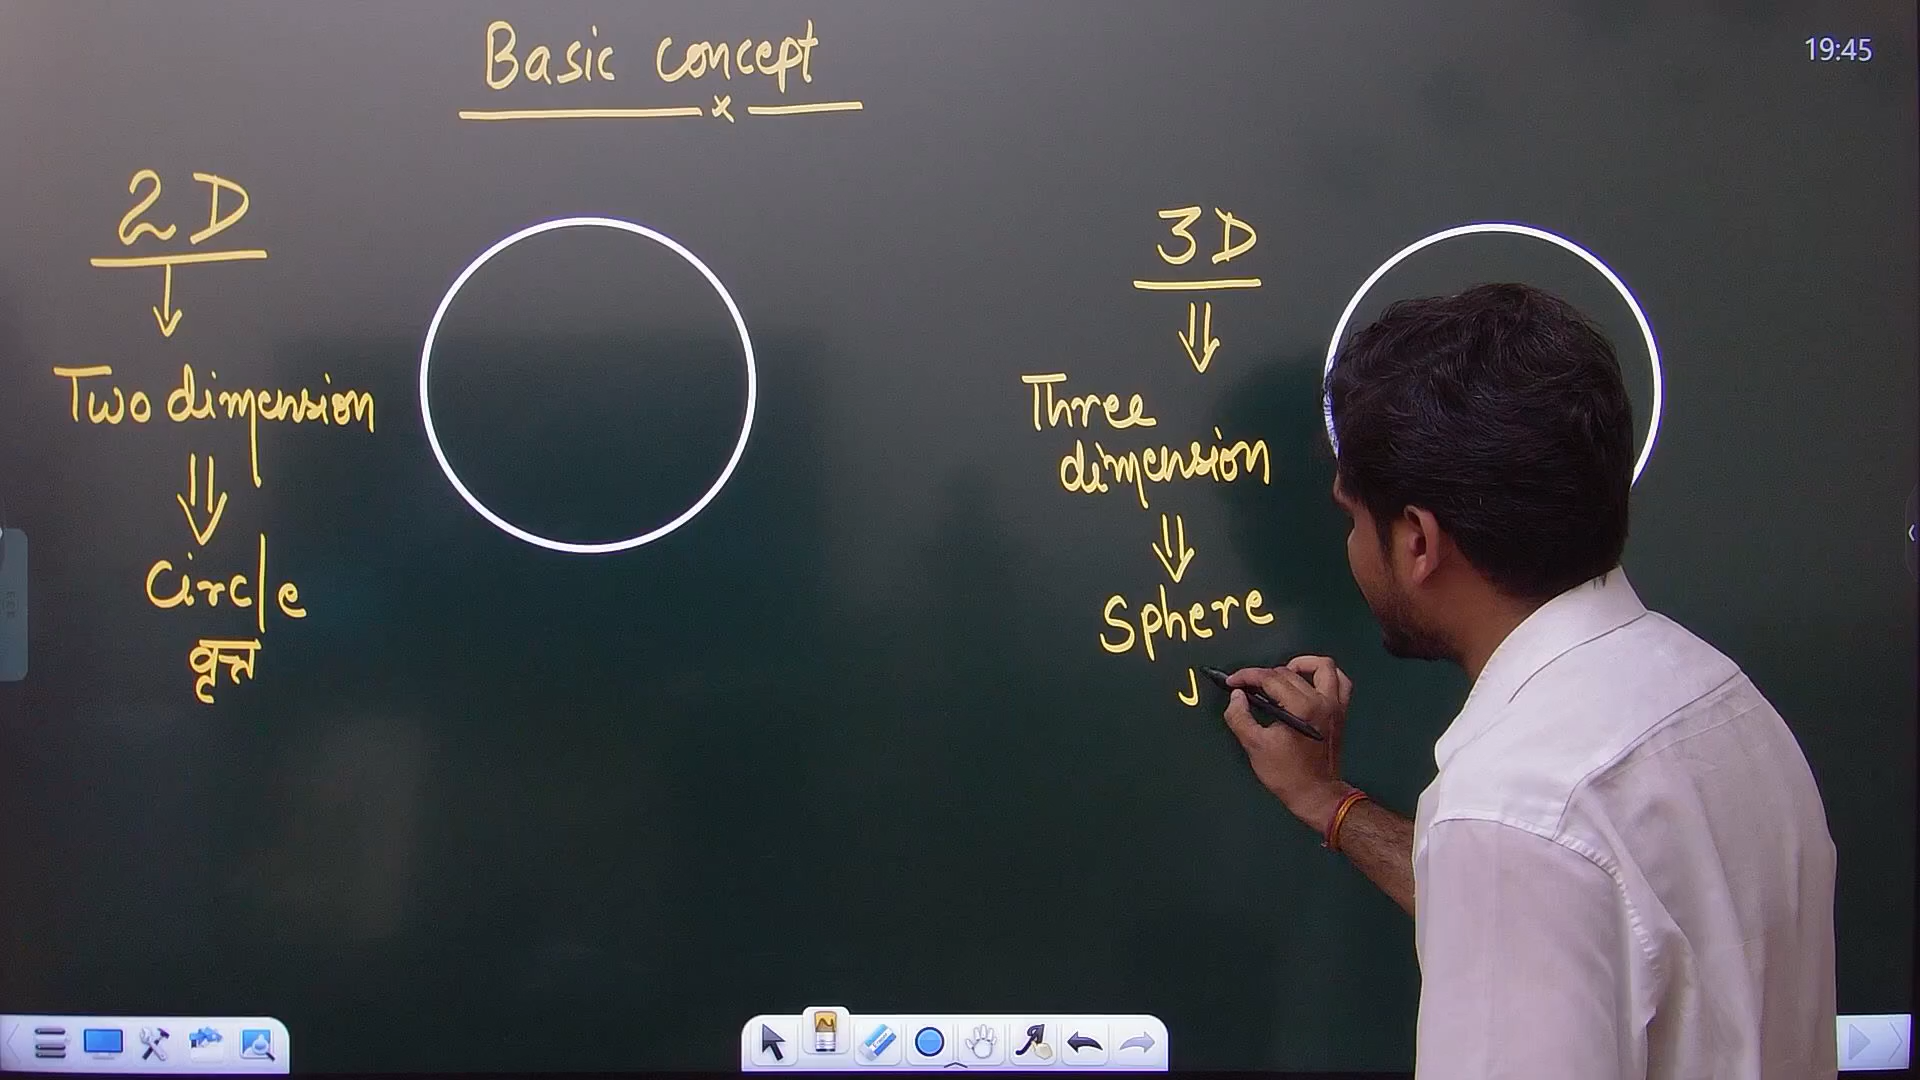 Basic concept
19:45
2D
Two dimension
Circle
वृत्त
3D
Three
dimension
Sphere